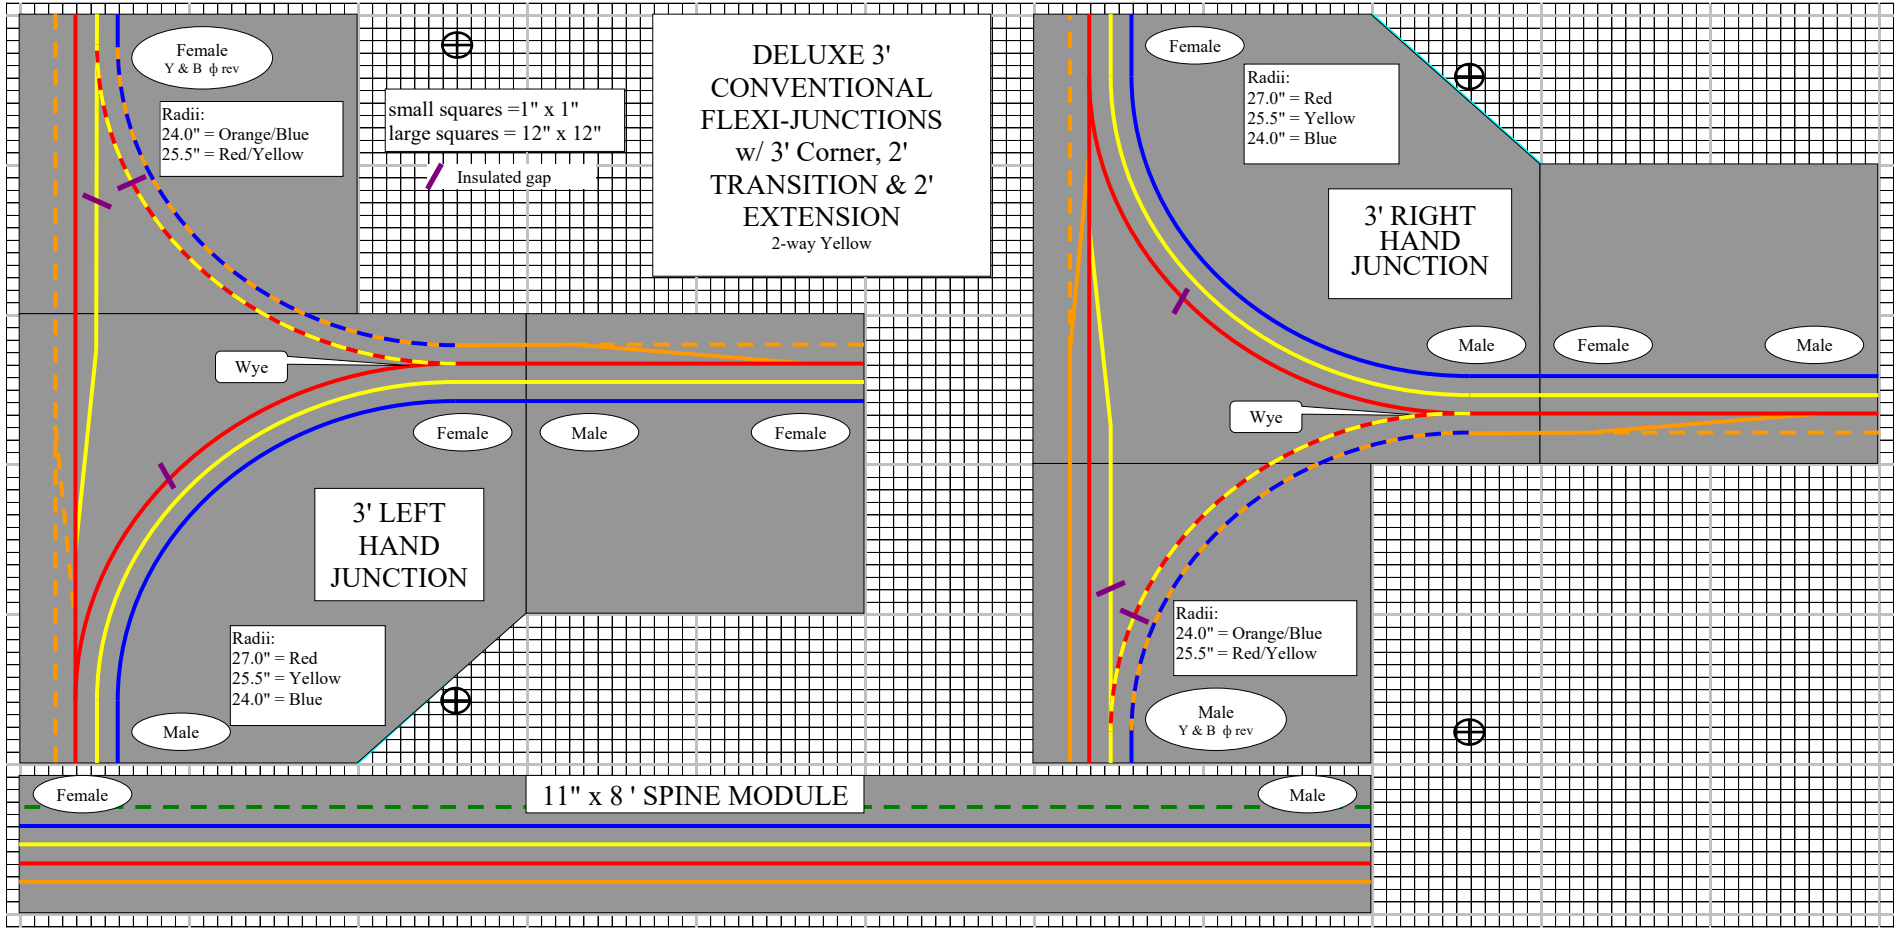 Female
Y & B ϕ rev
Radii:
24.0" = Orange/Blue
25.5" = Red/Yellow
small squares =1" x 1"
large squares = 12" x 12"
Insulated gap
DELUXE 3'
CONVENTIONAL
FLEXI-JUNCTIONS
w/ 3' Corner, 2'
TRANSITION & 2'
EXTENSION
2-way Yellow
Female
Radii:
27.0" = Red
25.5" = Yellow
24.0" = Blue
3' RIGHT
HAND
JUNCTION
Male
Female
Male
Wye
Wye
Female
Male
Female
3' LEFT
HAND
JUNCTION
Radii:
27.0" = Red
25.5" = Yellow
24.0" = Blue
Male
Radii:
24.0" = Orange/Blue
25.5" = Red/Yellow
Male
Y & B ϕ rev
Female
11" x 8 ' SPINE MODULE
Male